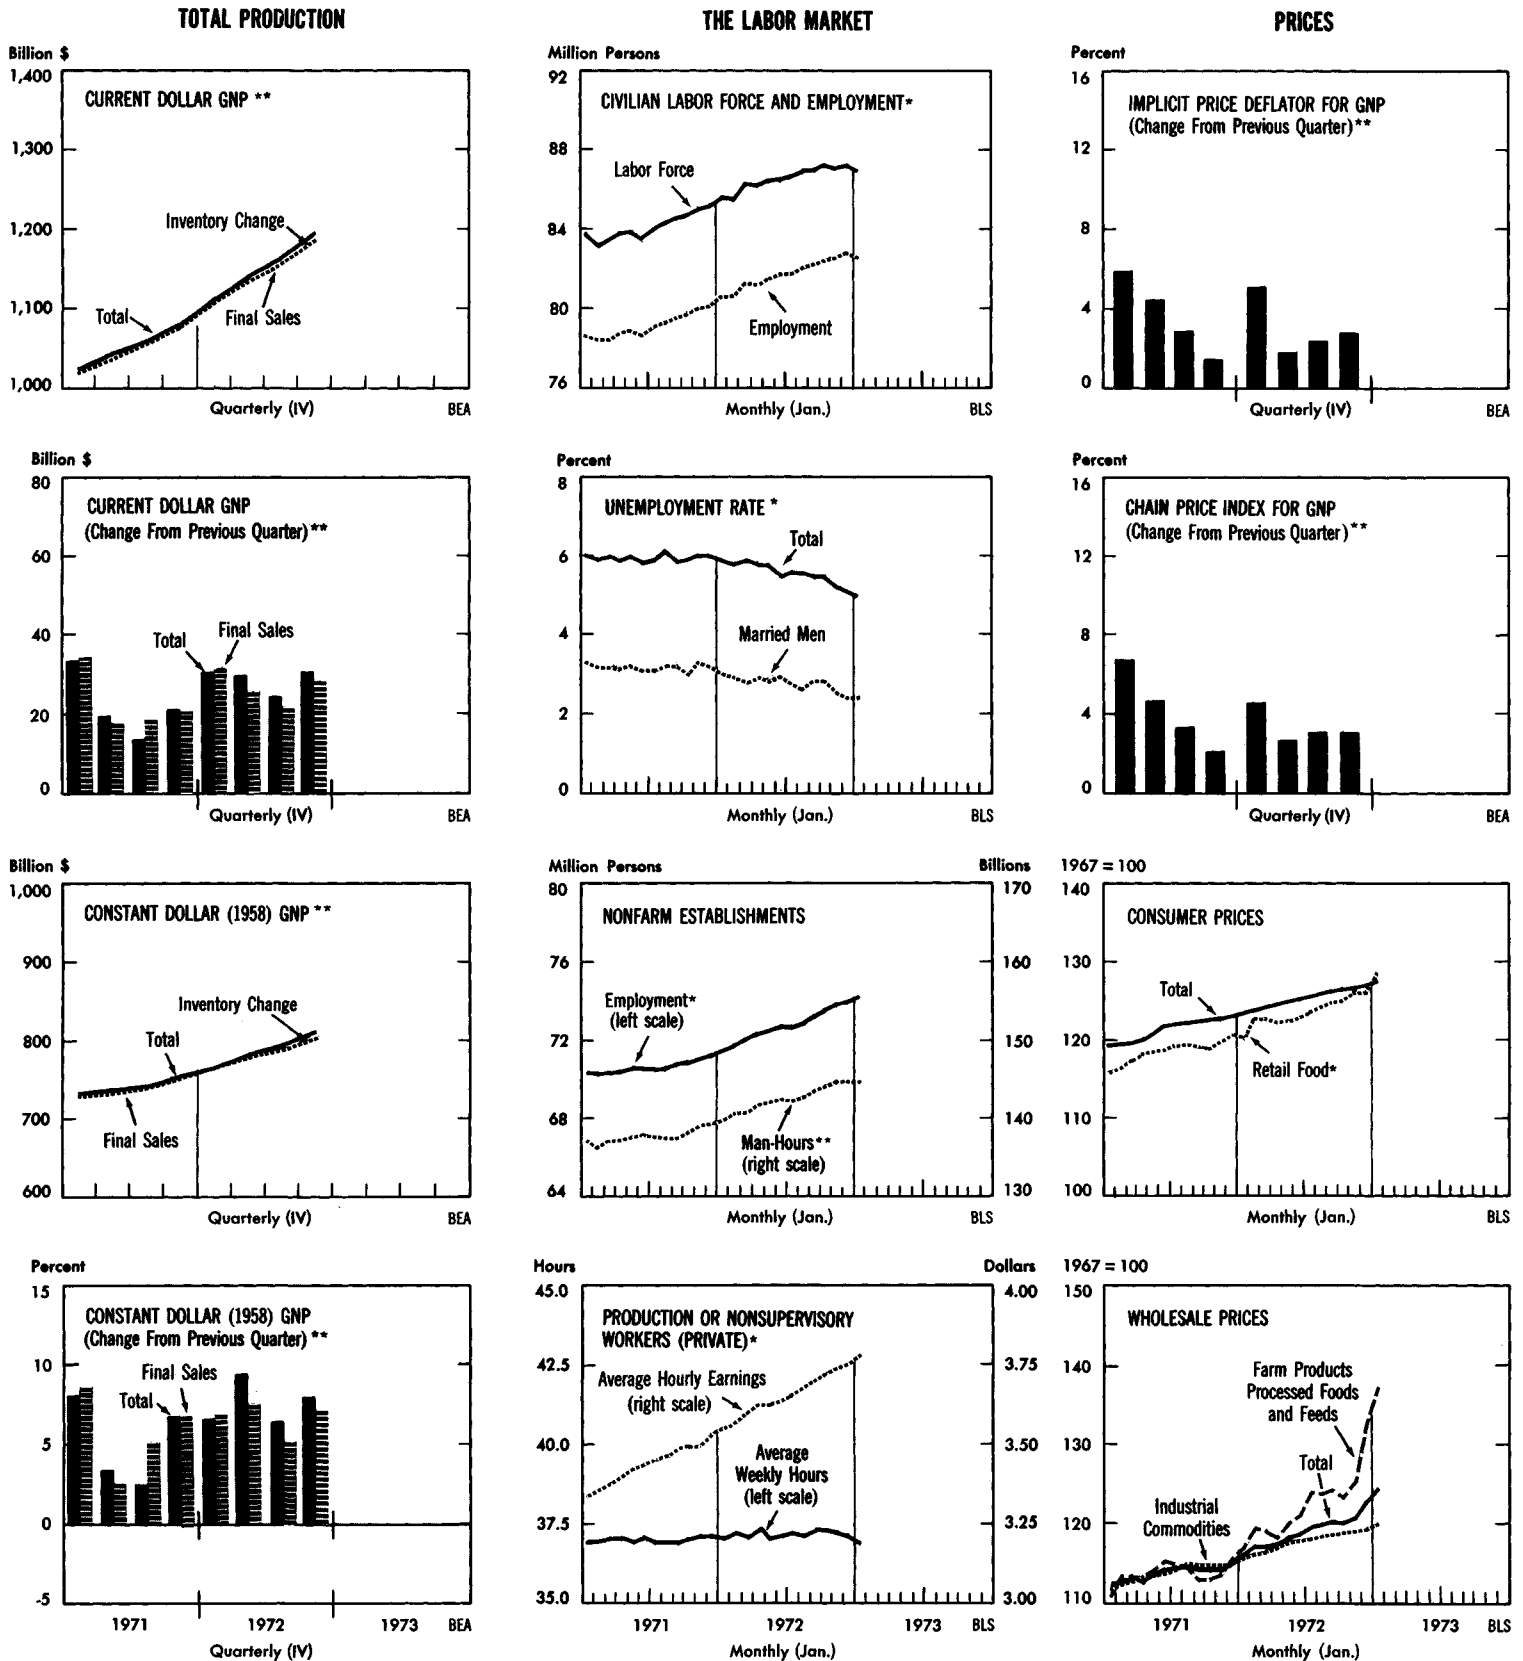 TOTAL PRODUCTION
Billion $
1,400
1,300
1,200
1,100
1,000
CURRENT DOLLAR GNP **
Inventory Change
Total
Final Sales
Quarterly (IV)
BEA
Billion $
80
60
40
20
0
CURRENT DOLLAR GNP
(Change From Previous Quarter)**
Total
Final Sales
Quarterly (IV)
BEA
Billion $
1,000
900
800
700
600
CONSTANT DOLLAR (1958) GNP **
Inventory Change
Total
Final Sales
Quarterly (IV)
BEA
Percent
15
10
5
0
-5
CONSTANT DOLLAR (1958) GNP
(Change From Previous Quarter) **
Final Sales
Total
1971
1972
1973
BEA
Quarterly (IV)
THE LABOR MARKET
Million Persons
92
88
84
80
76
CIVILIAN LABOR FORCE AND EMPLOYMENT*
Labor Force
Employment
Monthly (Jan.)
BLS
Percent
8
6
4
2
0
UNEMPLOYMENT RATE *
Total
Married Men
Monthly (Jan.)
BLS
Million Persons
Billions
80
76
72
68
64
170
160
150
140
130
NONFARM ESTABLISHMENTS
Employment*
(left scale)
Man-Hours**
(right scale)
Monthly (Jan.)
BLS
Hours
Dollars
45.0
42.5
40.0
37.5
35.0
4.00
3.75
3.50
3.25
3.00
PRODUCTION OR NONSUPERVISORY
WORKERS (PRIVATE)*
Average Hourly Earnings
(right scale)
Average
Weekly Hours
(left scale)
1971
1972
1973
BLS
Monthly (Jan.)
PRICES
Percent
16
12
8
4
0
IMPLICIT PRICE DEFLATOR FOR GNP
(Change From Previous Quarter)**
Quarterly (IV)
BEA
Percent
16
12
8
4
0
CHAIN PRICE INDEX FOR GNP
(Change From Previous Quarter) **
Quarterly (IV)
BEA
1967 = 100
140
130
120
110
100
CONSUMER PRICES
Total
Retail Food*
Monthly (Jan.)
BLS
1967 = 100
150
140
130
120
110
WHOLESALE PRICES
Farm Products
Processed Foods
and Feeds
Total
Industrial
Commodities
1971
1972
1973
BLS
Monthly (Jan.)